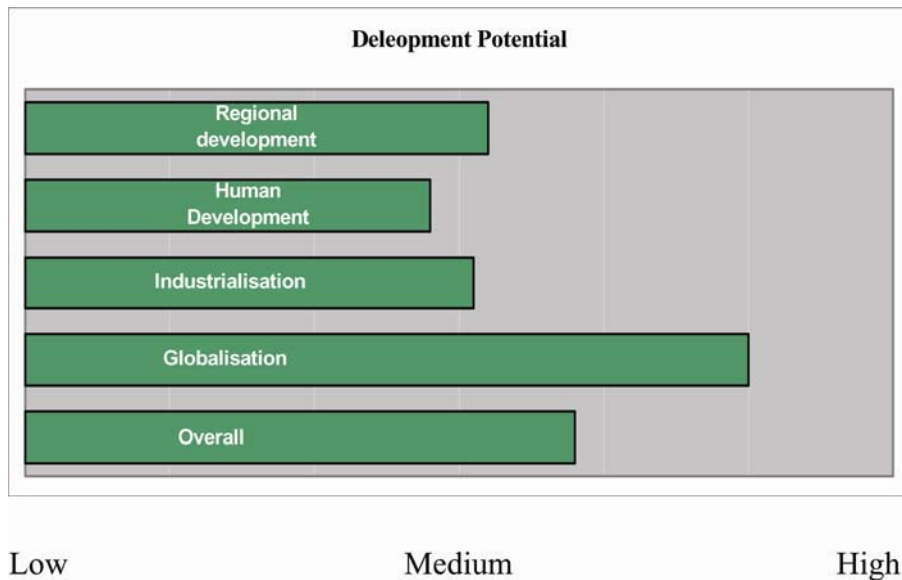 Deleopment Potential
Regional
development
Human
Development
Industrialisation
Globalisation
Overall
Low Medium High